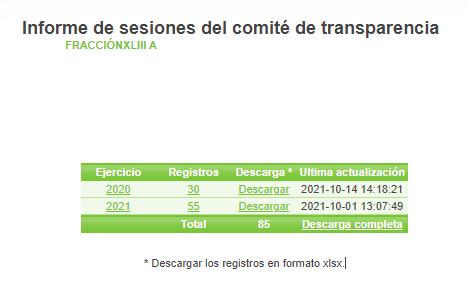 Informe de sesiones del comité de transparencia
FRACCIÓNXLIII A
Ejercicio Registros Descarga * Ultima actualización
2020 30 Descargar 2021-10-14 14:18:21
2021 55 Descargar 2021-10-01 13:07:49
Total 85 Descarga completa
* Descargar los registros en formato xlsx.